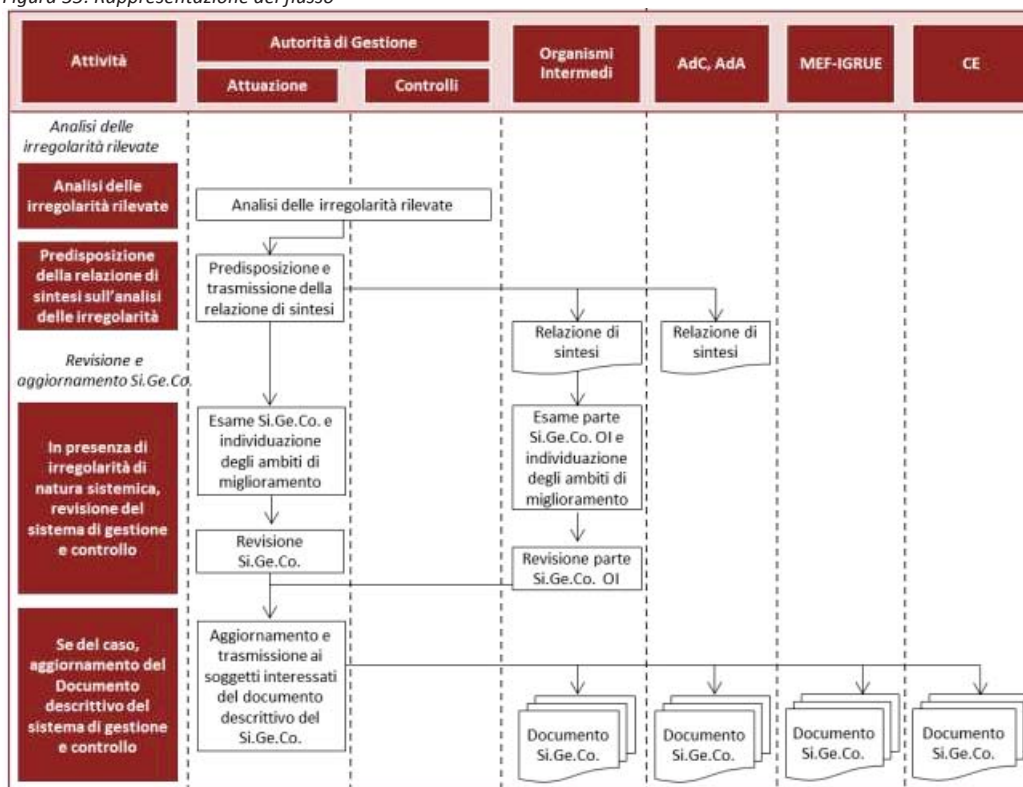 Figura 33: Rappresentazione del flusso
Attività
Autorità di Gestione
Attuazione
Controlli
Organismi
Intermedi
AdC, AdA
MEF-IGRUE
CE
Analisi delle
irregolarità rilevate
Analisi delle
irregolarità rilevate
Analisi delle irregolarità rilevate
Predisposizione
della relazione di
sintesi sull'analisi
delle irregolarità
Predisposizione e
trasmissione della
relazione di sintesi
Relazione di
sintesi
Relazione di
sintesi
Revisione e
aggiornamento Si.Ge.Co.
In presenza di
irregolarità di
natura sistemica,
revisione del
sistema di gestione
e controllo
Esame Si.Ge.Co. e
individuazione
degli ambiti di
miglioramento
Esame parte
Si.Ge.Co. OI e
individuazione
degli ambiti di
miglioramento
Revisione
Si.Ge.Co.
Revisione parte
Si.Ge.Co. OI
Se del caso,
aggiornamento del
Documento
descrittivo del
sistema di gestione
e controllo
Aggiornamento e
trasmissione ai
soggetti interessati
del documento
descrittivo del
Si.Ge.Co.
Documento
Si.Ge.Co.
Documento
Si.Ge.Co.
Documento
Si.Ge.Co.
Documento
Si.Ge.Co.